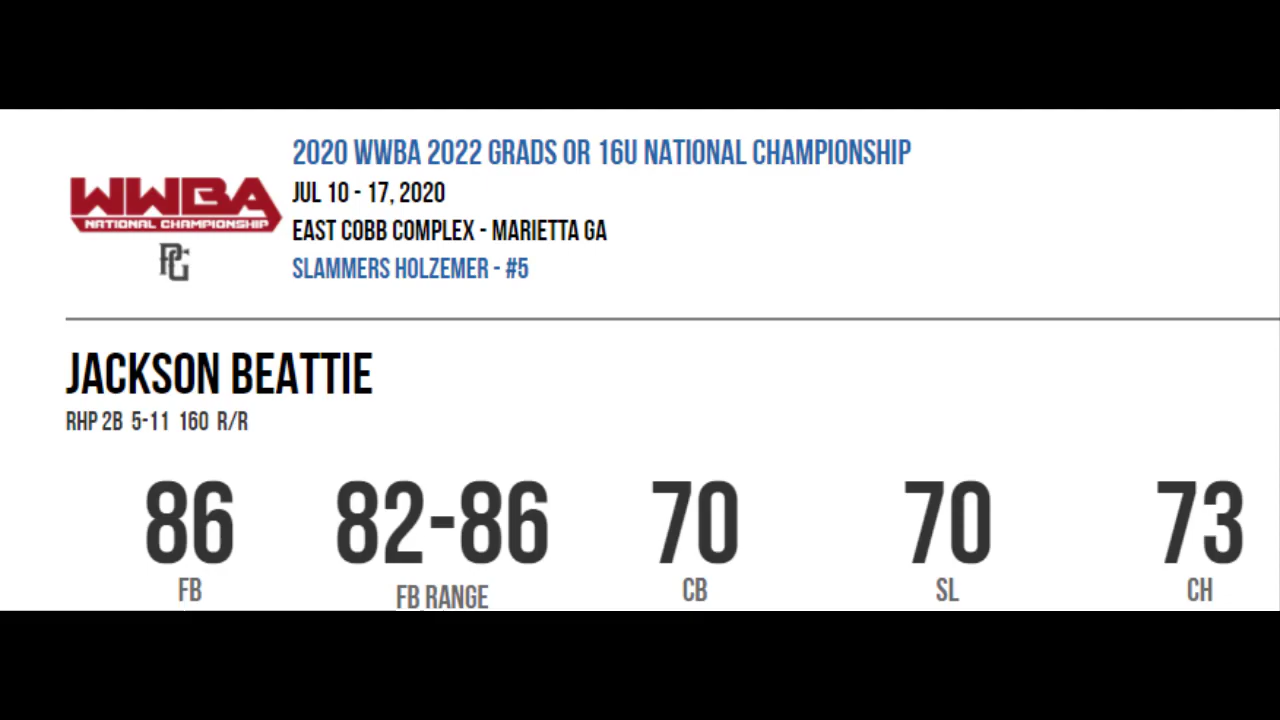 2020 WWBA 2022 GRADS OR 16U NATIONAL CHAMPIONSHIP
WWBA
NATIONAL CHAMPIONSHIP
PG
JUL 10 - 17, 2020
EAST COBB COMPLEX - MARIETTA GA
SLAMMERS HOLZEMER - #5
JACKSON BEATTIE
RHP 2B 5-11 160 R/R
86 82-86 70 70 73
FB FB RANGE CB SL CH